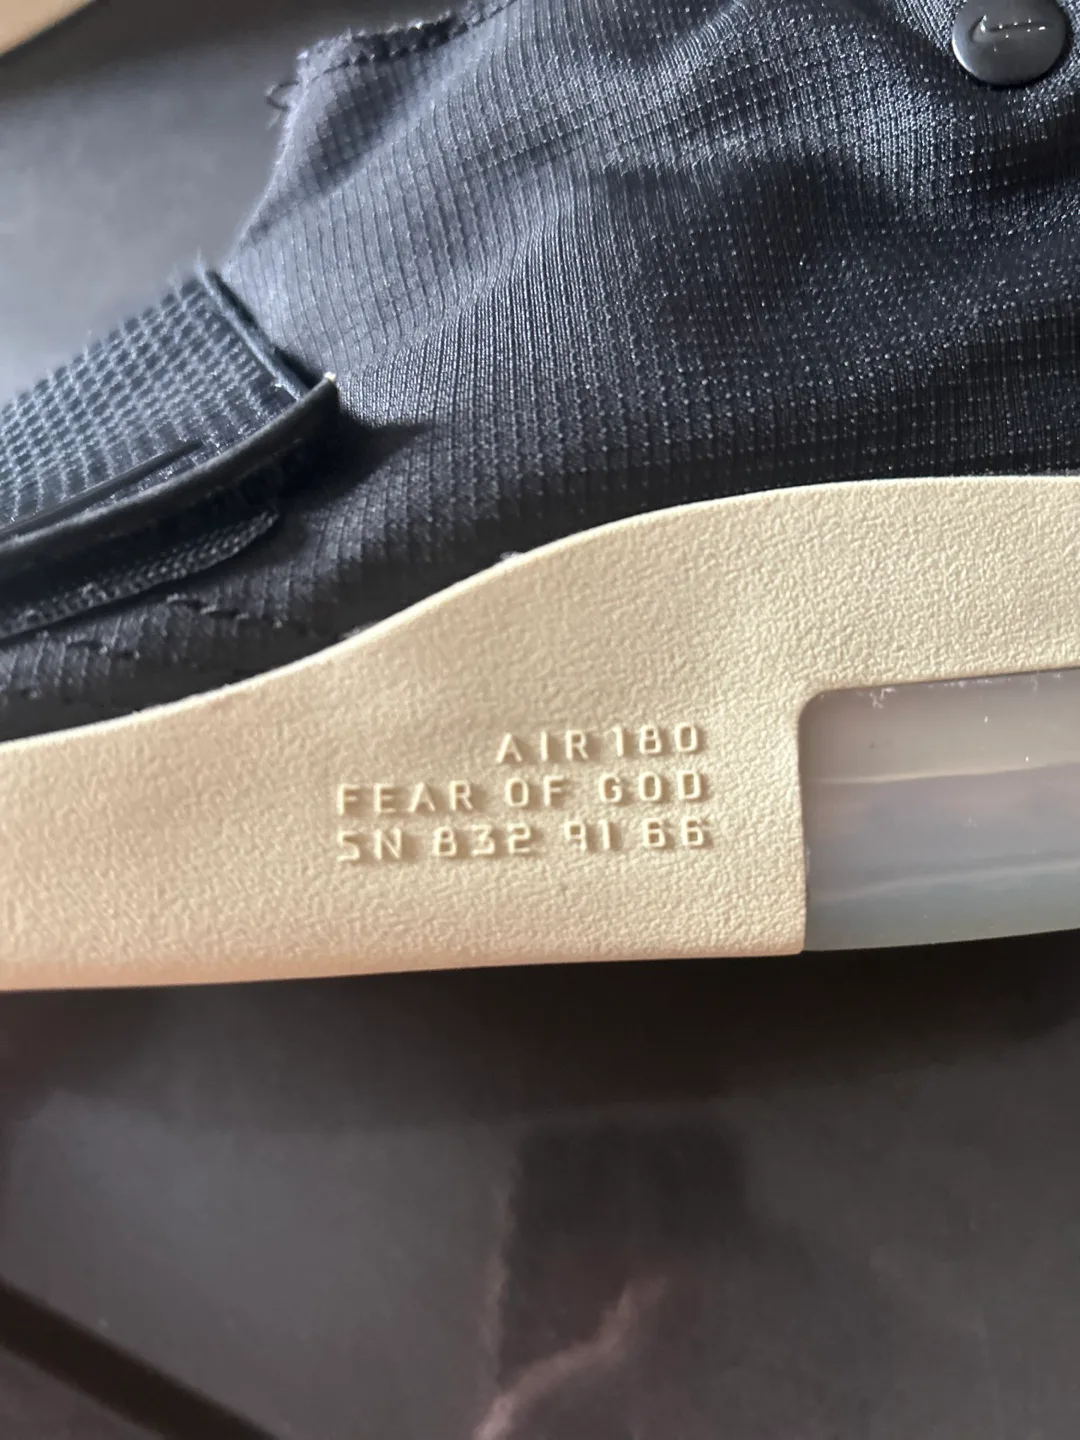 AIR 180
FEAR OF GOD
SN 832 91 66